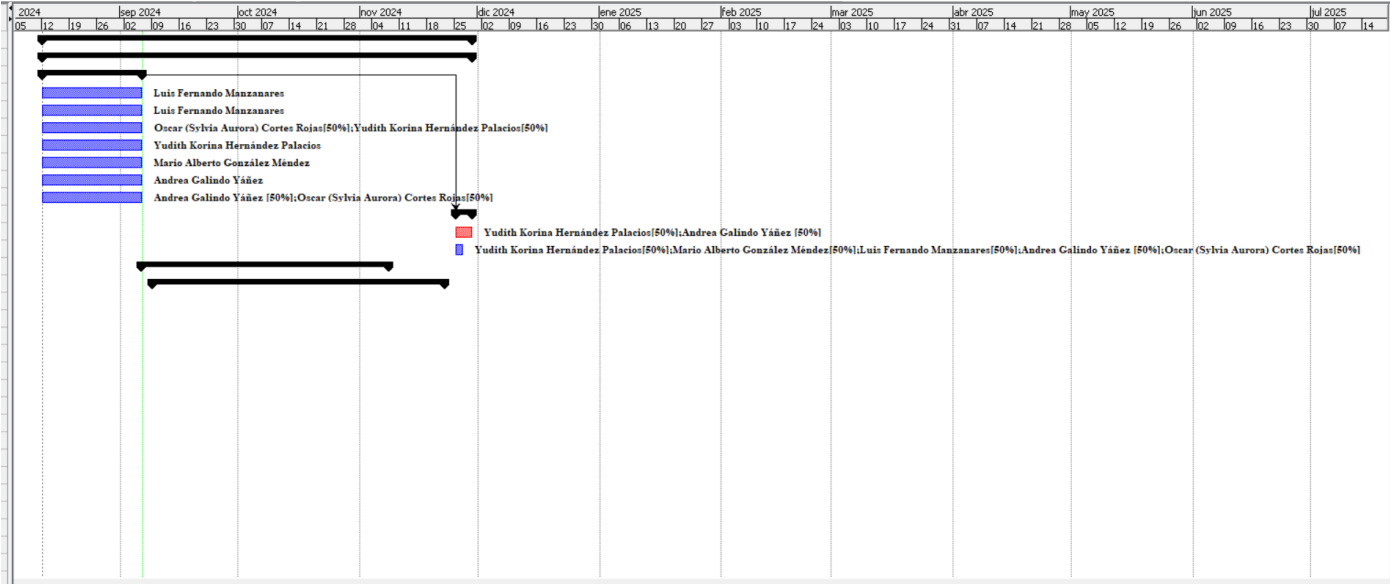 2024 sep 2024 oct 2024 nov 2024 dic 2024 ene 2025 feb 2025 mar 2025 abr 2025 may 2025 jun 2025 jul 2025
05 12 19 26 02 09 16 23 30 07 14 21 28 04 11 18 25 02 09 16 23 30 06 13 20 27 03 10 17 24 03 10 17 24 31 07 14 21 28 05 12 19 26 02 09 16 23 30 07 14
Luis Fernando Manzanares
Luis Fernando Manzanares
Oscar (Sylvia Aurora) Cortes Rojas[50%];Yudith Korina Hernández Palacios[50%]
Yudith Korina Hernández Palacios
Mario Alberto González Méndez
Andrea Galindo Yáñez
Andrea Galindo Yáñez [50%];Oscar (Sylvia Aurora) Cortes Rojas[50%]
Yudith Korina Hernández Palacios[50%];Andrea Galindo Yáñez [50%]
Yudith Korina Hernández Palacios[50%];Mario Alberto González Méndez[50%];Luis Fernando Manzanares[50%];Andrea Galindo Yáñez [50%];Oscar (Sylvia Aurora) Cortes Rojas[50%]